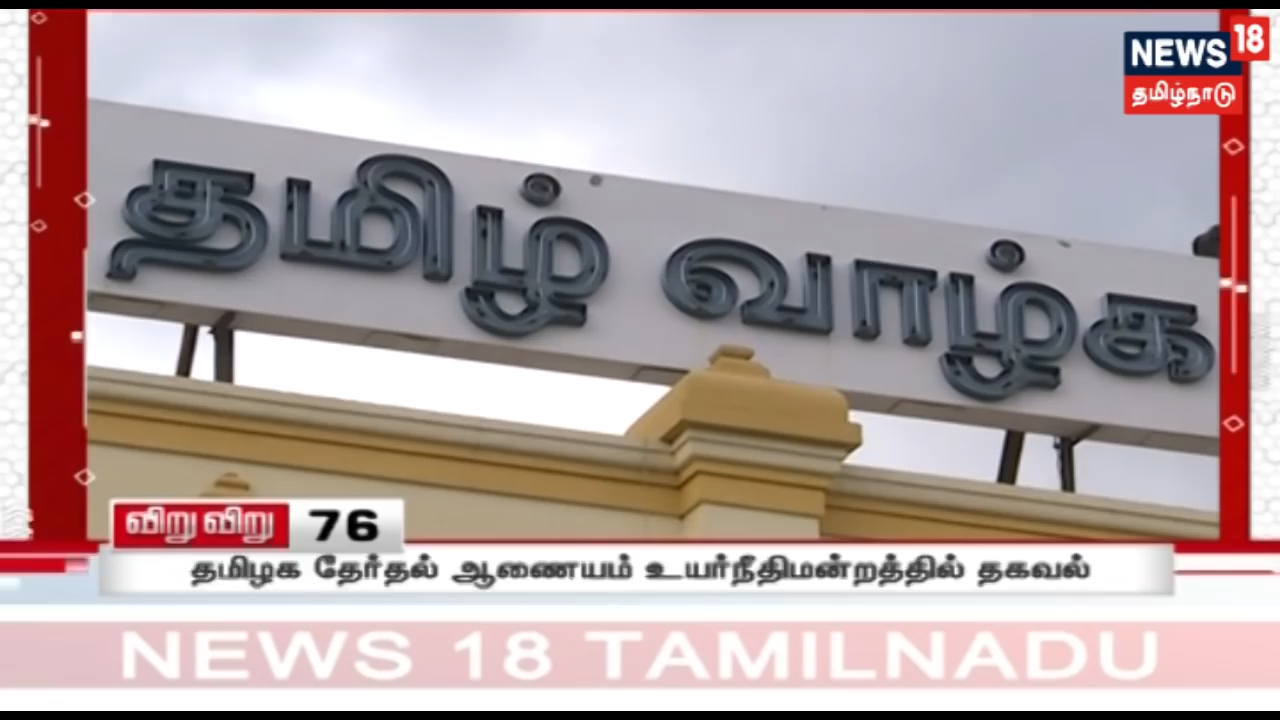 NEWS 18
தமிழ்நாடு
தமிழ் வாழ்க
விறு விறு 76
தமிழக தேர்தல் ஆணையம் உயர்நீதிமன்றத்தில் தகவல்
NEWS 18 TAMILNADU